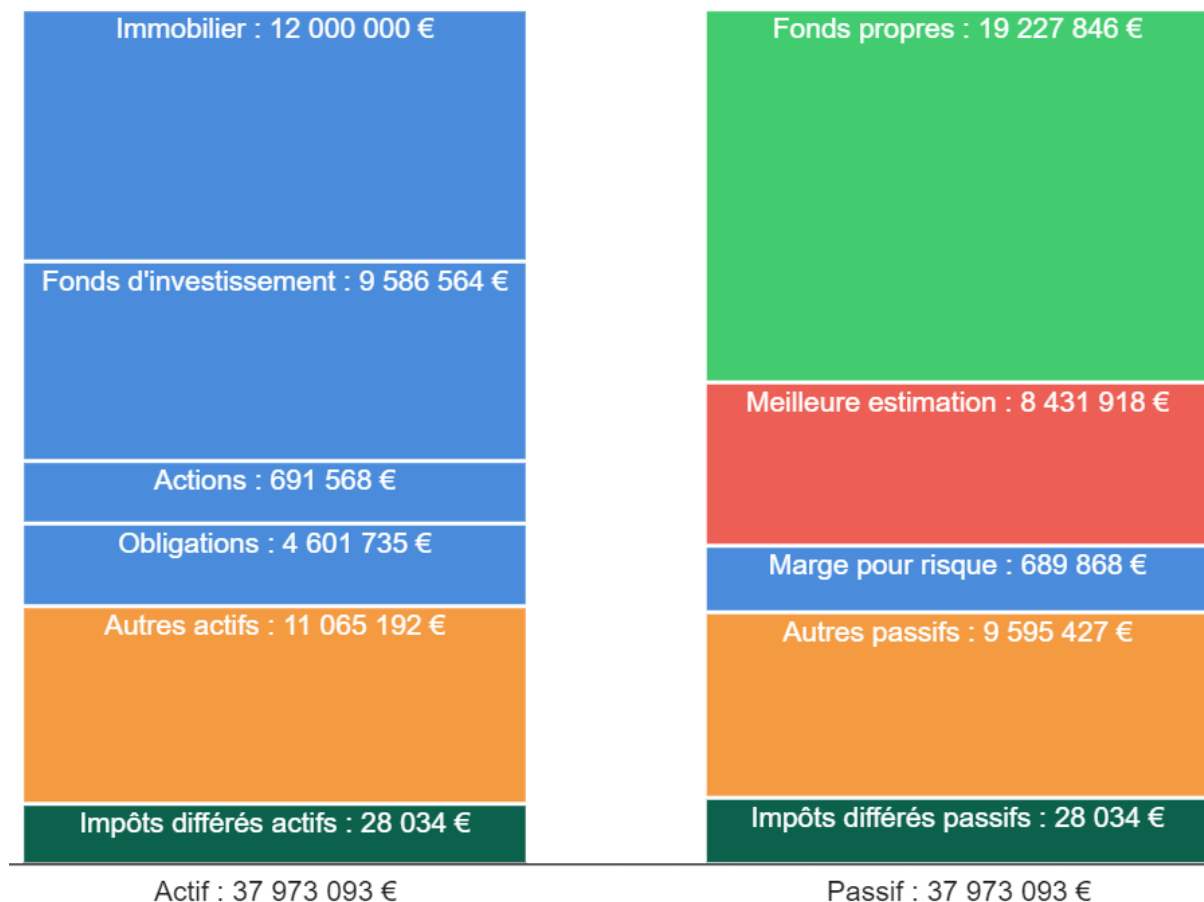 Immobilier : 12 000 000 €
Fonds d'investissement : 9 586 564 €
Actions : 691 568 €
Obligations : 4 601 735 €
Autres actifs : 11 065 192 €
Impôts différés actifs : 28 034 €
Actif : 37 973 093 €
Fonds propres : 19 227 846 €
Meilleure estimation : 8 431 918 €
Marge pour risque : 689 868 €
Autres passifs : 9 595 427 €
Impôts différés passifs : 28 034 €
Passif : 37 973 093 €